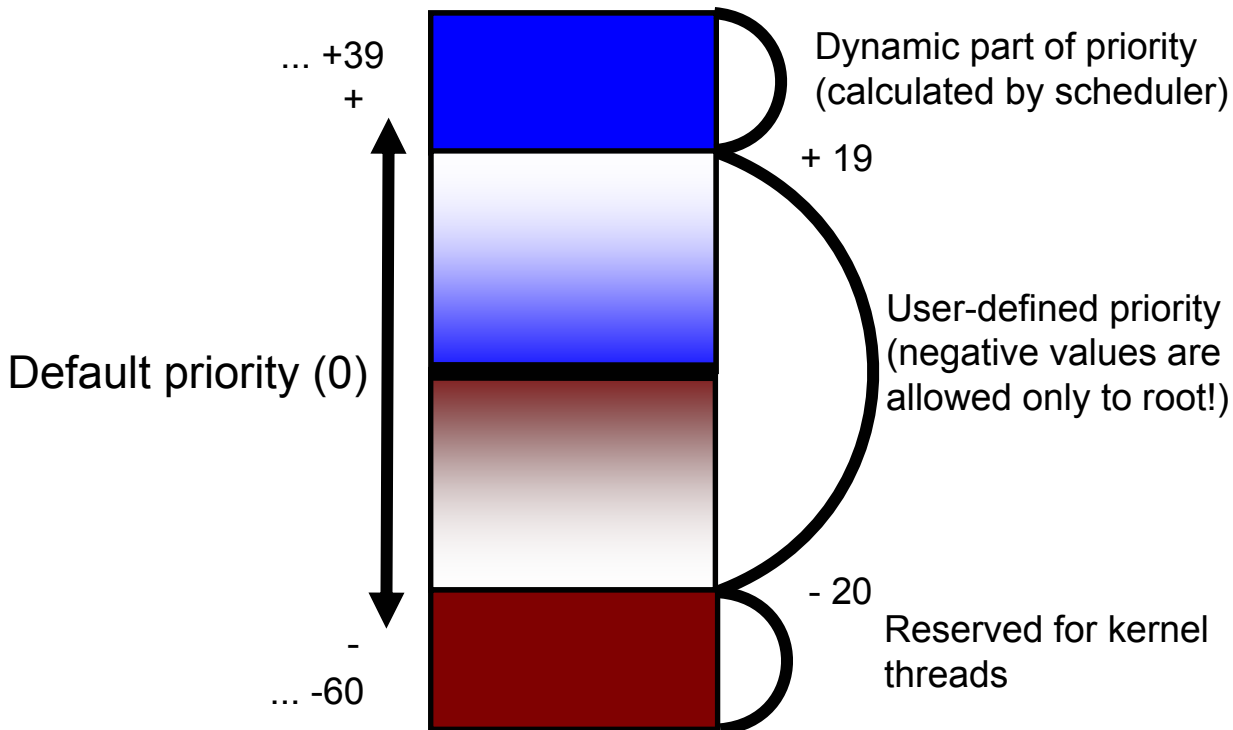 ... +39
+
Dynamic part of priority
(calculated by scheduler)
+ 19
Default priority (0)
User-defined priority
(negative values are
allowed only to root!)
- 20
-
... -60
Reserved for kernel
threads